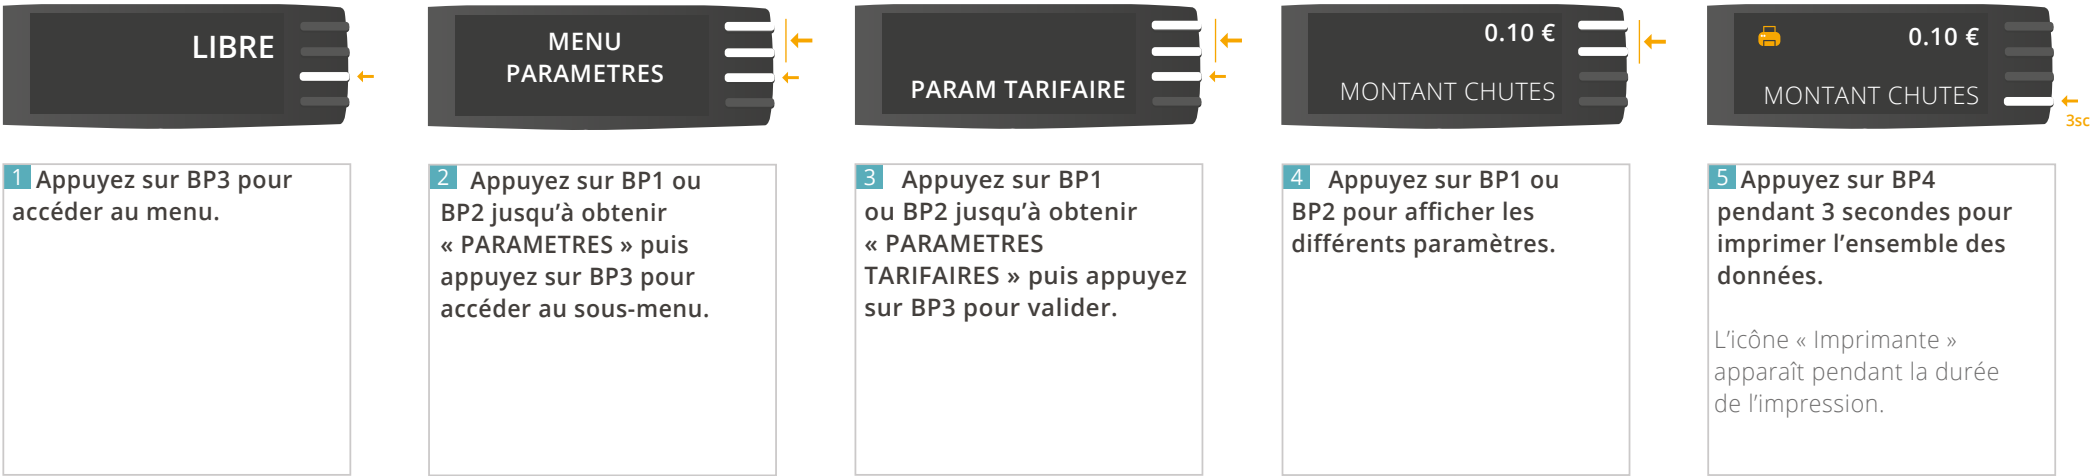 LIBRE
1 Appuyez sur BP3 pour
accéder au menu.
MENU
PARAMETRES
2 Appuyez sur BP1 ou
BP2 jusqu’à obtenir
« PARAMETRES » puis
appuyez sur BP3 pour
accéder au sous-menu.
PARAM TARIFAIRE
3 Appuyez sur BP1
ou BP2 jusqu’à obtenir
« PARAMETRES
TARIFAIRES » puis appuyez
sur BP3 pour valider.
0.10 €
MONTANT CHUTES
4 Appuyez sur BP1 ou
BP2 pour afficher les
différents paramètres.
0.10 €
MONTANT CHUTES
3sc
5 Appuyez sur BP4
pendant 3 secondes pour
imprimer l’ensemble des
données.
L’icône « Imprimante »
apparaît pendant la durée
de l’impression.